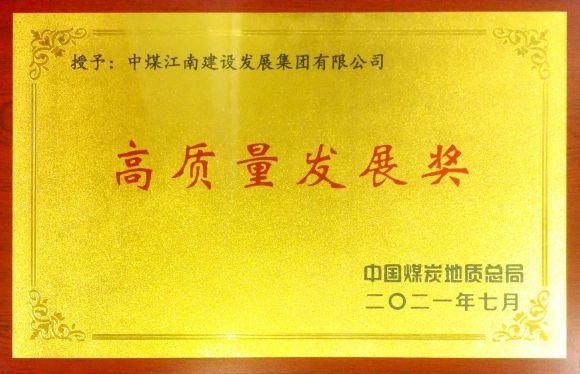 授予：中煤江南建设发展集团有限公司
高质量发展奖
中国煤炭地质总局
二〇二一年七月